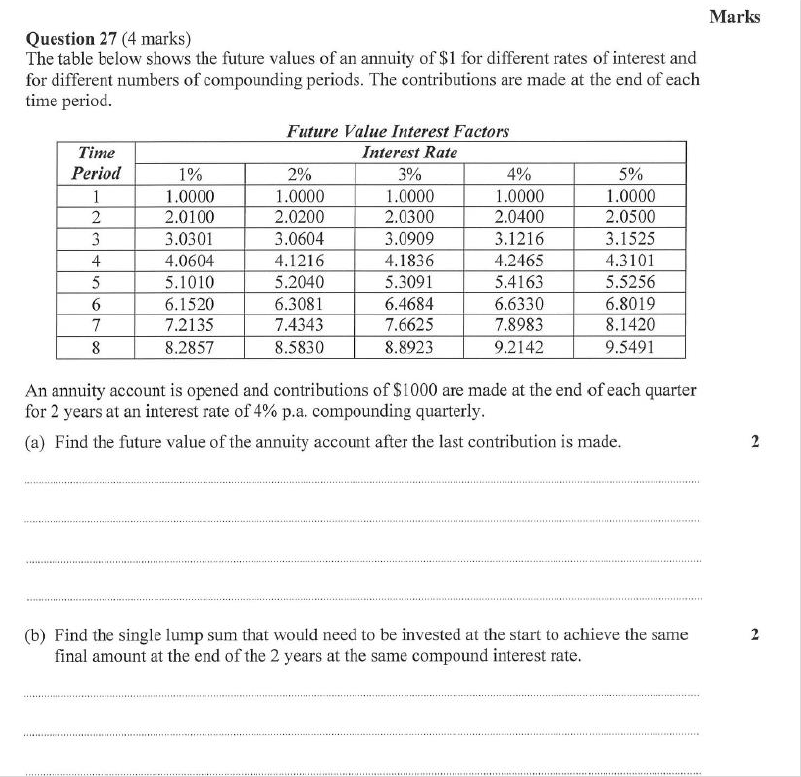 Marks
Question 27 (4 marks)
The table below shows the future values of an annuity of $1 for different rates of interest and
for different numbers of compounding periods. The contributions are made at the end of each
time period.
Future Value Interest Factors
Time Period Interest Rate
1% 2% 3% 4% 5%
1 1.0000 1.0000 1.0000 1.0000 1.0000
2 2.0100 2.0200 2.0300 2.0400 2.0500
3 3.0301 3.0604 3.0909 3.1216 3.1525
4 4.0604 4.1216 4.1836 4.2465 4.3101
5 5.1010 5.2040 5.3091 5.4163 5.5256
6 6.1520 6.3081 6.4684 6.6330 6.8019
7 7.2135 7.4343 7.6625 7.8983 8.1420
8 8.2857 8.5830 8.8923 9.2142 9.5491
An annuity account is opened and contributions of $1000 are made at the end of each quarter
for 2 years at an interest rate of 4% p.a. compounding quarterly.
(a) Find the future value of the annuity account after the last contribution is made. 2
(b) Find the single lump sum that would need to be invested at the start to achieve the same 2
final amount at the end of the 2 years at the same compound interest rate.